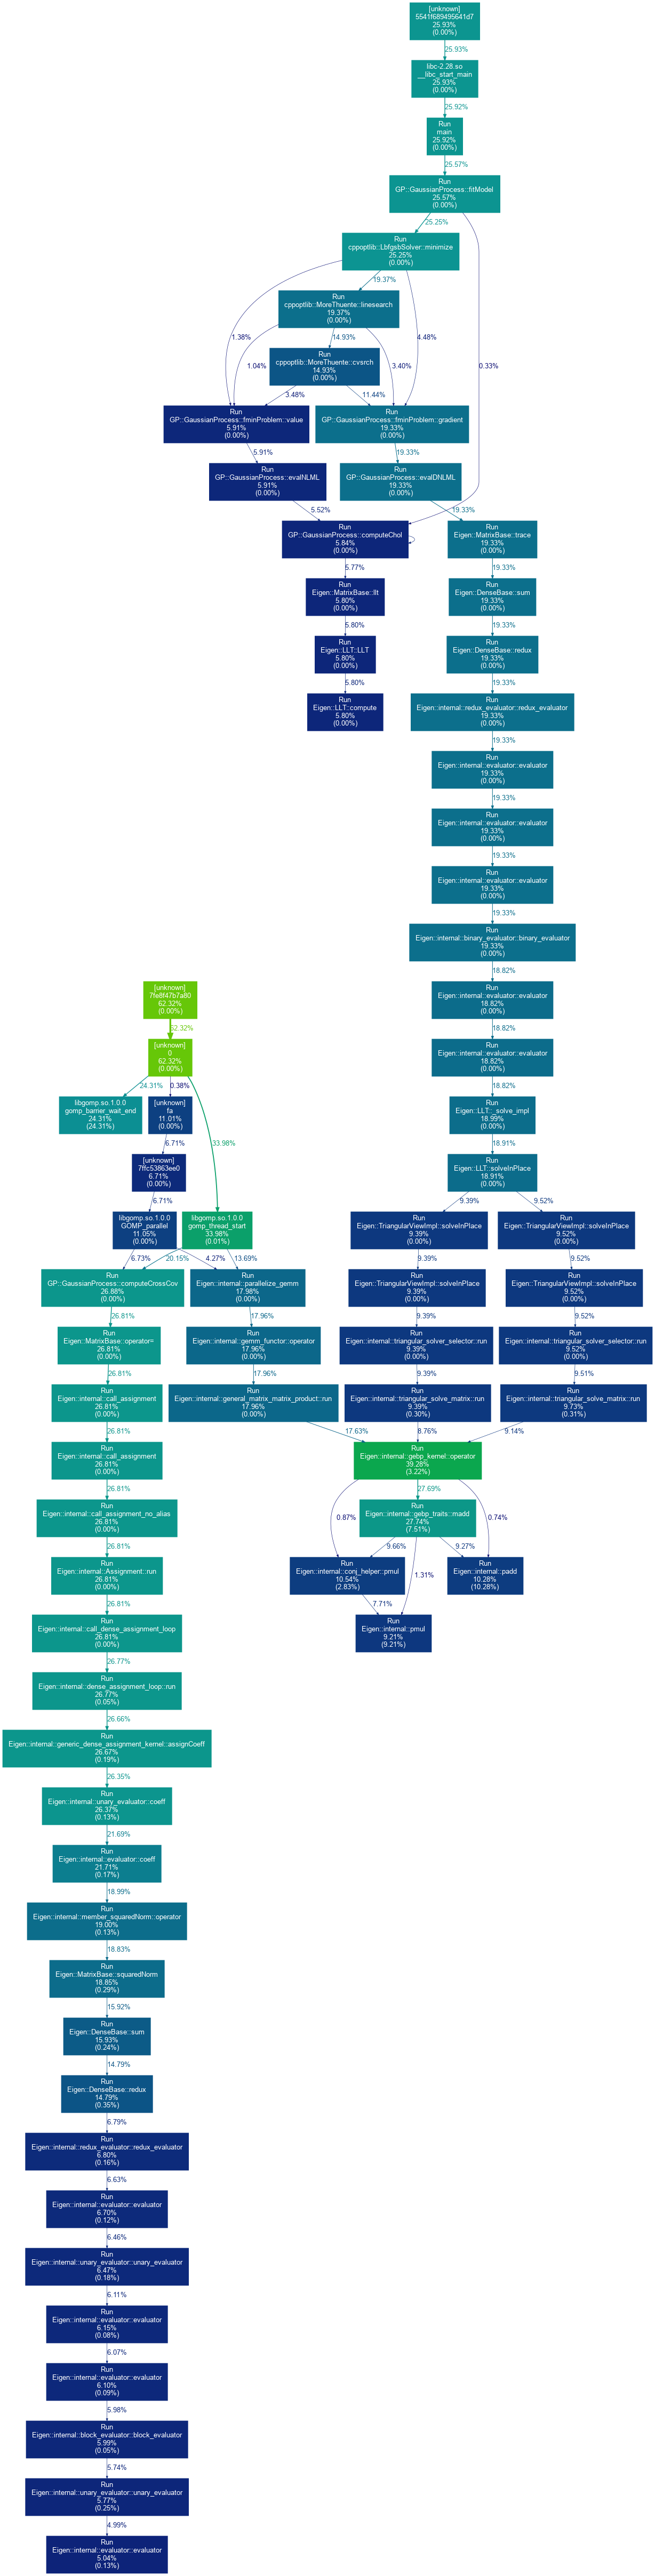 [unknown]
5541f689495641d7
25.93%
(0.00%)
25.93%
libc-2.28.so
__libc_start_main
25.93%
(0.00%)
25.92%
Run
main
25.92%
(0.00%)
25.57%
Run
GP::GaussianProcess::fitModel
25.57%
(0.00%)
25.25%
Run
cppoptlib::LbfgsbSolver::minimize
25.25%
(0.00%)
19.37%
Run
cppoptlib::MoreThuente::linesearch
19.37%
(0.00%)
1.38%
1.04%
14.93%
3.40%
4.48%
0.33%
Run
cppoptlib::MoreThuente::cvsrch
14.93%
(0.00%)
3.48%
11.44%
Run
GP::GaussianProcess::fminProblem::value
5.91%
(0.00%)
Run
GP::GaussianProcess::fminProblem::gradient
19.33%
(0.00%)
5.91%
19.33%
Run
GP::GaussianProcess::evalNLML
5.91%
(0.00%)
Run
GP::GaussianProcess::evalDNLML
19.33%
(0.00%)
5.52%
19.33%
Run
GP::GaussianProcess::computeChol
5.84%
(0.00%)
Run
Eigen::MatrixBase::trace
19.33%
(0.00%)
5.77%
19.33%
Run
Eigen::MatrixBase::llt
5.80%
(0.00%)
Run
Eigen::DenseBase::sum
19.33%
(0.00%)
5.80%
19.33%
Run
Eigen::LLT::LLT
5.80%
(0.00%)
Run
Eigen::DenseBase::redux
19.33%
(0.00%)
5.80%
19.33%
Run
Eigen::LLT::compute
5.80%
(0.00%)
Run
Eigen::internal::redux_evaluator::redux_evaluator
19.33%
(0.00%)
19.33%
Run
Eigen::internal::evaluator::evaluator
19.33%
(0.00%)
19.33%
Run
Eigen::internal::evaluator::evaluator
19.33%
(0.00%)
19.33%
Run
Eigen::internal::evaluator::evaluator
19.33%
(0.00%)
19.33%
Run
Eigen::internal::binary_evaluator::binary_evaluator
19.33%
(0.00%)
18.82%
[unknown]
7fe8f47b7a80
62.32%
(0.00%)
Run
Eigen::internal::evaluator::evaluator
18.82%
(0.00%)
62.32%
18.82%
[unknown]
0
62.32%
(0.00%)
Run
Eigen::internal::evaluator::evaluator
18.82%
(0.00%)
24.31%
0.38%
18.82%
libgomp.so.1.0.0
gomp_barrier_wait_end
24.31%
(24.31%)
[unknown]
fa
11.01%
(0.00%)
33.98%
Run
Eigen::LLT::_solve_impl
18.99%
(0.00%)
6.71%
18.91%
[unknown]
7ffc53863ee0
6.71%
(0.00%)
Run
Eigen::LLT::solveInPlace
18.91%
(0.00%)
6.71%
9.39%
9.52%
libgomp.so.1.0.0
GOMP_parallel
11.05%
(0.00%)
libgomp.so.1.0.0
gomp_thread_start
33.98%
(0.01%)
Run
Eigen::TriangularViewImpl::solveInPlace
9.39%
(0.00%)
Run
Eigen::TriangularViewImpl::solveInPlace
9.52%
(0.00%)
6.73%
20.15%
4.27%
13.69%
9.39%
9.52%
Run
GP::GaussianProcess::computeCrossCov
26.88%
(0.00%)
Run
Eigen::internal::parallelize_gemm
17.98%
(0.00%)
Run
Eigen::TriangularViewImpl::solveInPlace
9.39%
(0.00%)
Run
Eigen::TriangularViewImpl::solveInPlace
9.52%
(0.00%)
26.81%
17.96%
9.39%
9.52%
Run
Eigen::MatrixBase::operator=
26.81%
(0.00%)
Run
Eigen::internal::gemm_functor::operator
17.96%
(0.00%)
Run
Eigen::internal::triangular_solver_selector::run
9.39%
(0.00%)
Run
Eigen::internal::triangular_solver_selector::run
9.52%
(0.00%)
26.81%
17.96%
9.39%
9.51%
Run
Eigen::internal::call_assignment
26.81%
(0.00%)
Run
Eigen::internal::general_matrix_matrix_product::run
17.96%
(0.00%)
Run
Eigen::internal::triangular_solve_matrix::run
9.39%
(0.30%)
Run
Eigen::internal::triangular_solve_matrix::run
9.73%
(0.31%)
26.81%
17.63%
8.76%
9.14%
Run
Eigen::internal::call_assignment
26.81%
(0.00%)
Run
Eigen::internal::gebp_kernel::operator
39.28%
(3.22%)
26.81%
0.87%
27.69%
0.74%
Run
Eigen::internal::call_assignment_no_alias
26.81%
(0.00%)
Run
Eigen::internal::gebp_traits::madd
27.74%
(7.51%)
26.81%
9.66%
1.31%
9.27%
Run
Eigen::internal::Assignment::run
26.81%
(0.00%)
Run
Eigen::internal::conj_helper::pmul
10.54%
(2.83%)
Run
Eigen::internal::padd
10.28%
(10.28%)
26.81%
7.71%
Run
Eigen::internal::call_dense_assignment_loop
26.81%
(0.00%)
Run
Eigen::internal::pmul
9.21%
(9.21%)
26.77%
Run
Eigen::internal::dense_assignment_loop::run
26.77%
(0.05%)
26.66%
Run
Eigen::internal::generic_dense_assignment_kernel::assignCoeff
26.67%
(0.19%)
26.35%
Run
Eigen::internal::unary_evaluator::coeff
26.37%
(0.13%)
21.69%
Run
Eigen::internal::evaluator::coeff
21.71%
(0.17%)
18.99%
Run
Eigen::internal::member_squaredNorm::operator
19.00%
(0.13%)
18.83%
Run
Eigen::MatrixBase::squaredNorm
18.85%
(0.29%)
15.92%
Run
Eigen::DenseBase::sum
15.93%
(0.24%)
14.79%
Run
Eigen::DenseBase::redux
14.79%
(0.35%)
6.79%
Run
Eigen::internal::redux_evaluator::redux_evaluator
6.80%
(0.16%)
6.63%
Run
Eigen::internal::evaluator::evaluator
6.70%
(0.12%)
6.46%
Run
Eigen::internal::unary_evaluator::unary_evaluator
6.47%
(0.18%)
6.11%
Run
Eigen::internal::evaluator::evaluator
6.15%
(0.08%)
6.07%
Run
Eigen::internal::evaluator::evaluator
6.10%
(0.09%)
5.98%
Run
Eigen::internal::block_evaluator::block_evaluator
5.99%
(0.05%)
5.74%
Run
Eigen::internal::unary_evaluator::unary_evaluator
5.77%
(0.25%)
4.99%
Run
Eigen::internal::evaluator::evaluator
5.04%
(0.13%)